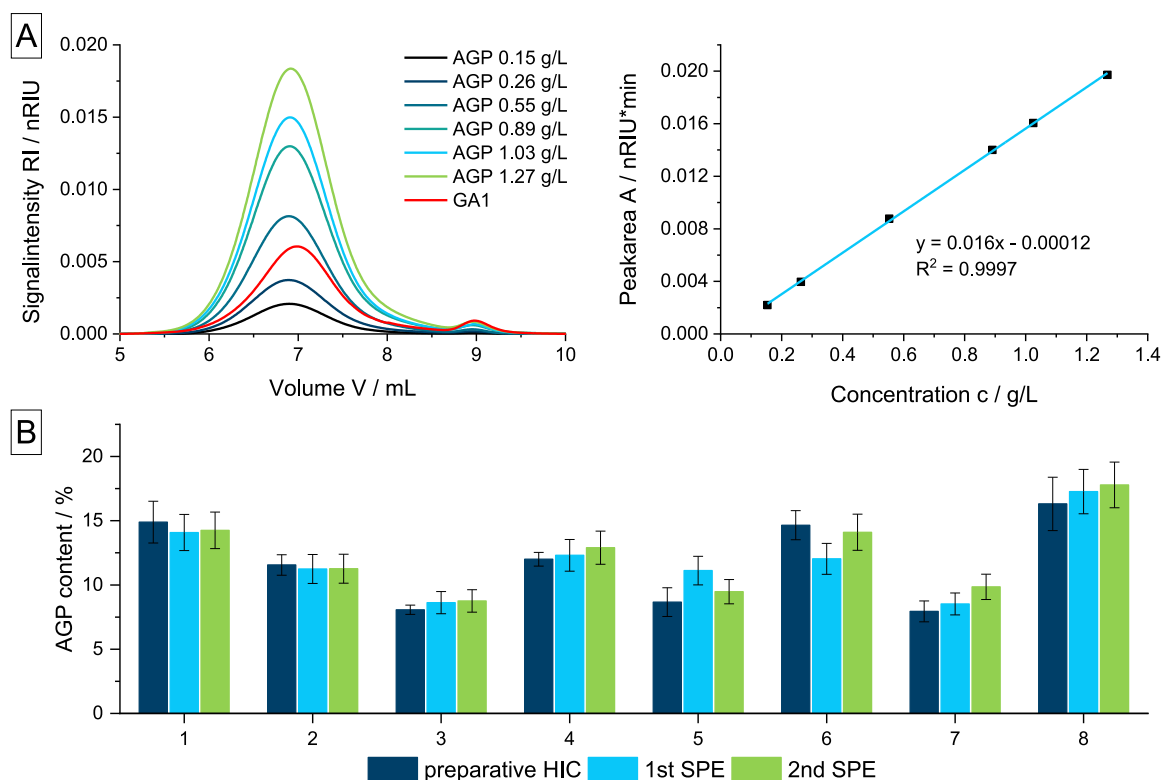 A
Signalintensity RI / nRIU
0.020
0.015
0.010
0.005
0.000
5 6 7 8 9 10
Volume V / mL
AGP 0.15 g/L
AGP 0.26 g/L
AGP 0.55 g/L
AGP 0.89 g/L
AGP 1.03 g/L
AGP 1.27 g/L
GA1
Peakarea A / nRIU*min
0.020
0.016
0.012
0.008
0.004
0.000
0.0 0.2 0.4 0.6 0.8 1.0 1.2 1.4
Concentration c / g/L
y = 0.016x - 0.00012
R² = 0.9997
B
AGP content / %
20
15
10
5
0
1 2 3 4 5 6 7 8
preparative HIC 1st SPE 2nd SPE